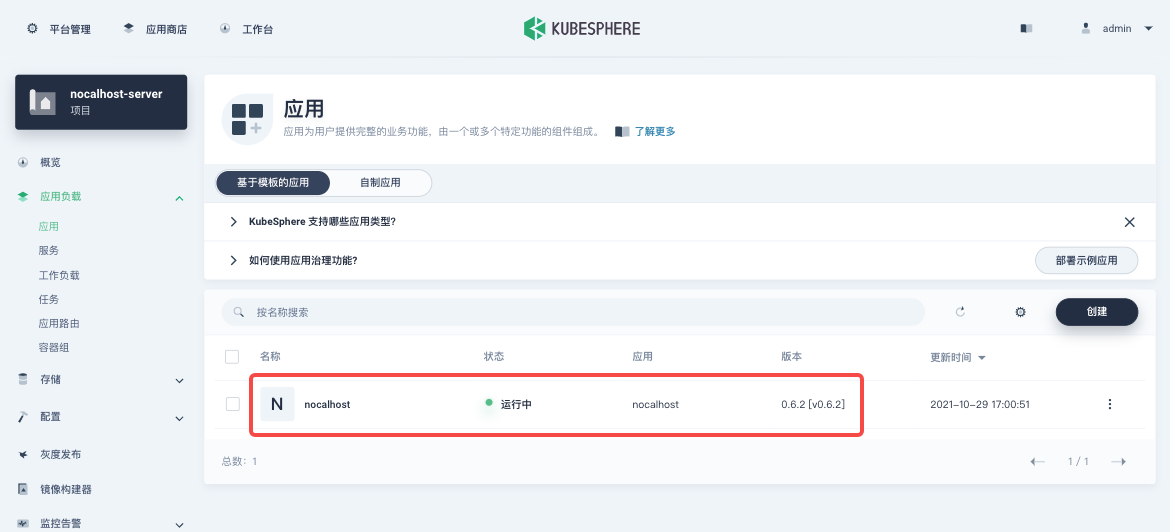 平台管理 应用商店 工作台 KUBESPHERE admin
nocalhost-server
项目
概览
应用负载
应用
服务
工作负载
任务
应用路由
容器组
存储
配置
灰度发布
镜像构建器
监控告警
应用
应用为用户提供完整的业务功能，由一个或多个特定功能的组件组成。 了解更多
基于模板的应用 自制应用
KubeSphere 支持哪些应用类型?
如何使用应用治理功能? 部署示例应用
按名称搜索 创建
名称 状态 应用 版本 更新时间
N nocalhost 运行中 nocalhost 0.6.2 [v0.6.2] 2021-10-29 17:00:51
总数: 1 1 / 1